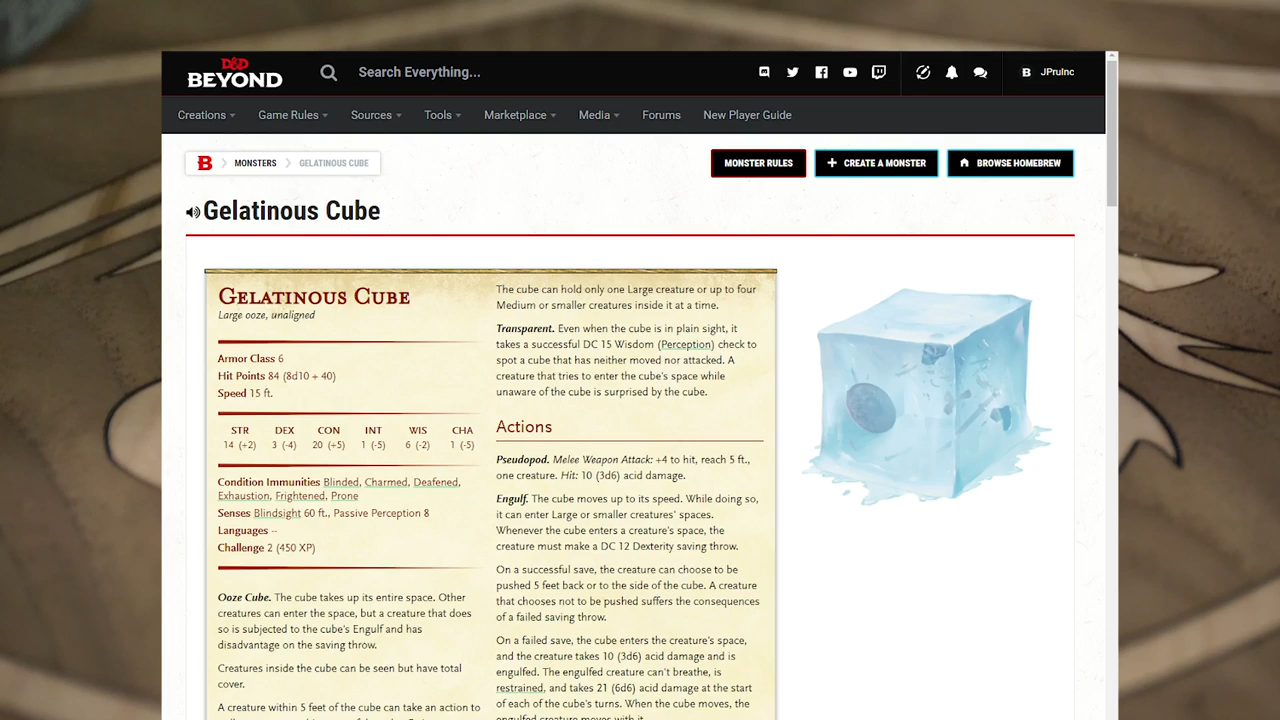 D&D
BEYOND
Search Everything...
B JPruInc
Creations Game Rules Sources Tools Marketplace Media Forums New Player Guide
B MONSTERS GELATINOUS CUBE
MONSTER RULES
+ CREATE A MONSTER
BROWSE HOMEBREW
Gelatinous Cube
GELATINOUS CUBE
Large ooze, unaligned
Armor Class 6
Hit Points 84 (8d10 + 40)
Speed 15 ft.
STR DEX CON INT WIS CHA
14 (+2) 3 (-4) 20 (+5) 1 (-5) 6 (-2) 1 (-5)
Condition Immunities Blinded, Charmed, Deafened,
Exhaustion, Frightened, Prone
Senses Blindsight 60 ft., Passive Perception 8
Languages --
Challenge 2 (450 XP)
Ooze Cube. The cube takes up its entire space. Other
creatures can enter the space, but a creature that does
so is subjected to the cube's Engulf and has
disadvantage on the saving throw.
Creatures inside the cube can be seen but have total
cover.
A creature within 5 feet of the cube can take an action to
The cube can hold only one Large creature or up to four
Medium or smaller creatures inside it at a time.
Transparent. Even when the cube is in plain sight, it
takes a successful DC 15 Wisdom (Perception) check to
spot a cube that has neither moved nor attacked. A
creature that tries to enter the cube's space while
unaware of the cube is surprised by the cube.
Actions
Pseudopod. Melee Weapon Attack: +4 to hit, reach 5 ft.,
one creature. Hit: 10 (3d6) acid damage.
Engulf. The cube moves up to its speed. While doing so,
it can enter Large or smaller creatures' spaces.
Whenever the cube enters a creature's space, the
creature must make a DC 12 Dexterity saving throw.
On a successful save, the creature can choose to be
pushed 5 feet back or to the side of the cube. A creature
that chooses not to be pushed suffers the consequences
of a failed saving throw.
On a failed save, the cube enters the creature's space,
and the creature takes 10 (3d6) acid damage and is
engulfed. The engulfed creature can't breathe, is
restrained, and takes 21 (6d6) acid damage at the start
of each of the cube's turns. When the cube moves, the
engulfed creature moves with it.